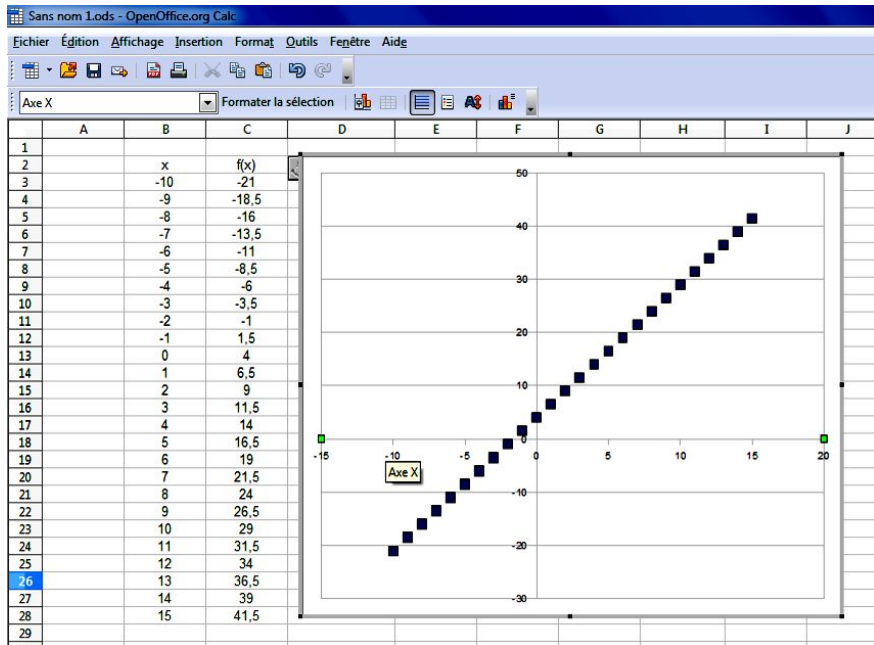 Sans nom 1.ods - OpenOffice.org Calc
Fichier Édition Affichage Insertion Format Outils Fenêtre Aide
Axe X Formater la sélection
A B C D E F G H I J
1
2 x f(x)
3 -10 -21
4 -9 -18,5
5 -8 -16
6 -7 -13,5
7 -6 -11
8 -5 -8,5
9 -4 -6
10 -3 -3,5
11 -2 -1
12 -1 1,5
13 0 4
14 1 6,5
15 2 9
16 3 11,5
17 4 14
18 5 16,5
19 6 19
20 7 21,5
21 8 24
22 9 26,5
23 10 29
24 11 31,5
25 12 34
26 13 36,5
27 14 39
28 15 41,5
29
50
40
30
20
10
0
-15 -10 -5 0 5 10 15 20
Axe X
-10
-20
-30